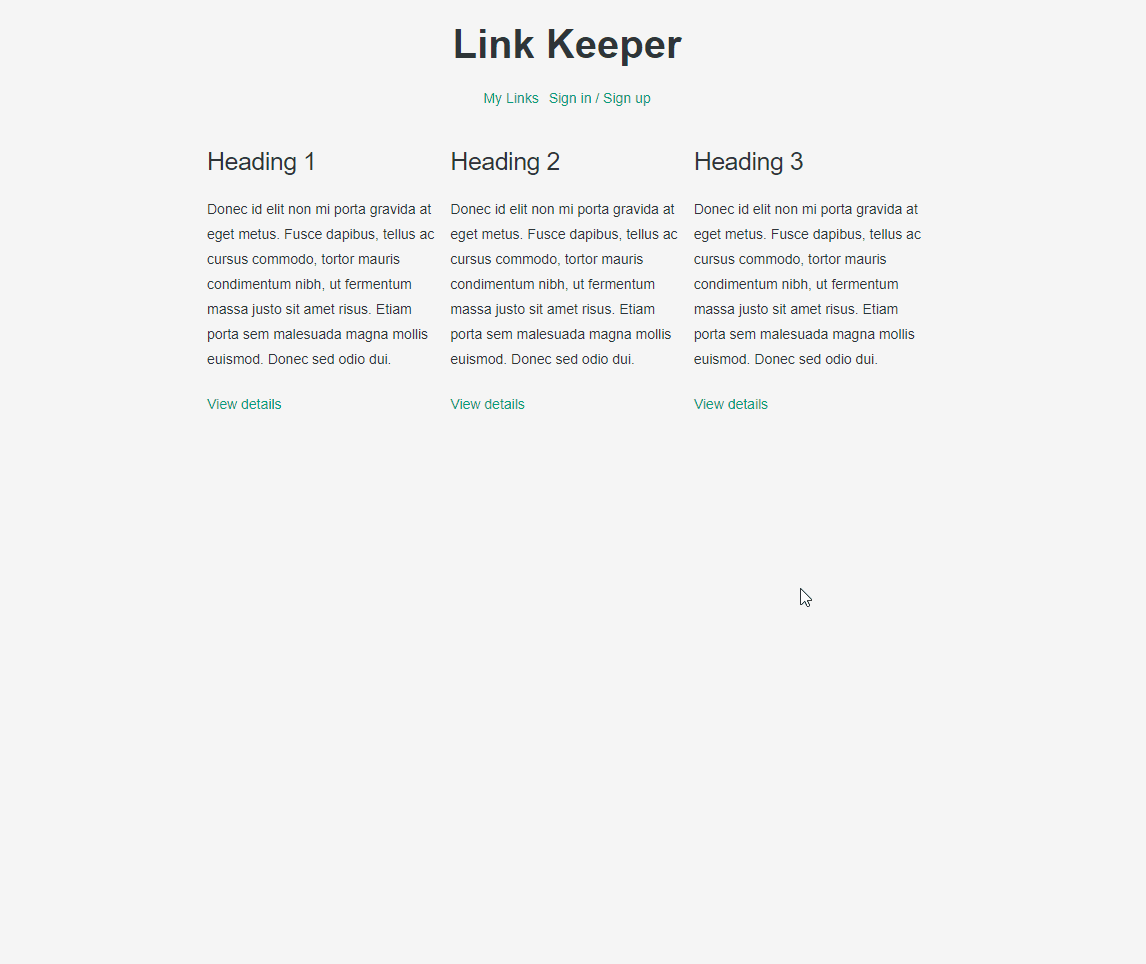 Link Keeper
My Links Sign in / Sign up
Heading 1
Donec id elit non mi porta gravida at
eget metus. Fusce dapibus, tellus ac
cursus commodo, tortor mauris
condimentum nibh, ut fermentum
massa justo sit amet risus. Etiam
porta sem malesuada magna mollis
euismod. Donec sed odio dui.
View details
Heading 2
Donec id elit non mi porta gravida at
eget metus. Fusce dapibus, tellus ac
cursus commodo, tortor mauris
condimentum nibh, ut fermentum
massa justo sit amet risus. Etiam
porta sem malesuada magna mollis
euismod. Donec sed odio dui.
View details
Heading 3
Donec id elit non mi porta gravida at
eget metus. Fusce dapibus, tellus ac
cursus commodo, tortor mauris
condimentum nibh, ut fermentum
massa justo sit amet risus. Etiam
porta sem malesuada magna mollis
euismod. Donec sed odio dui.
View details